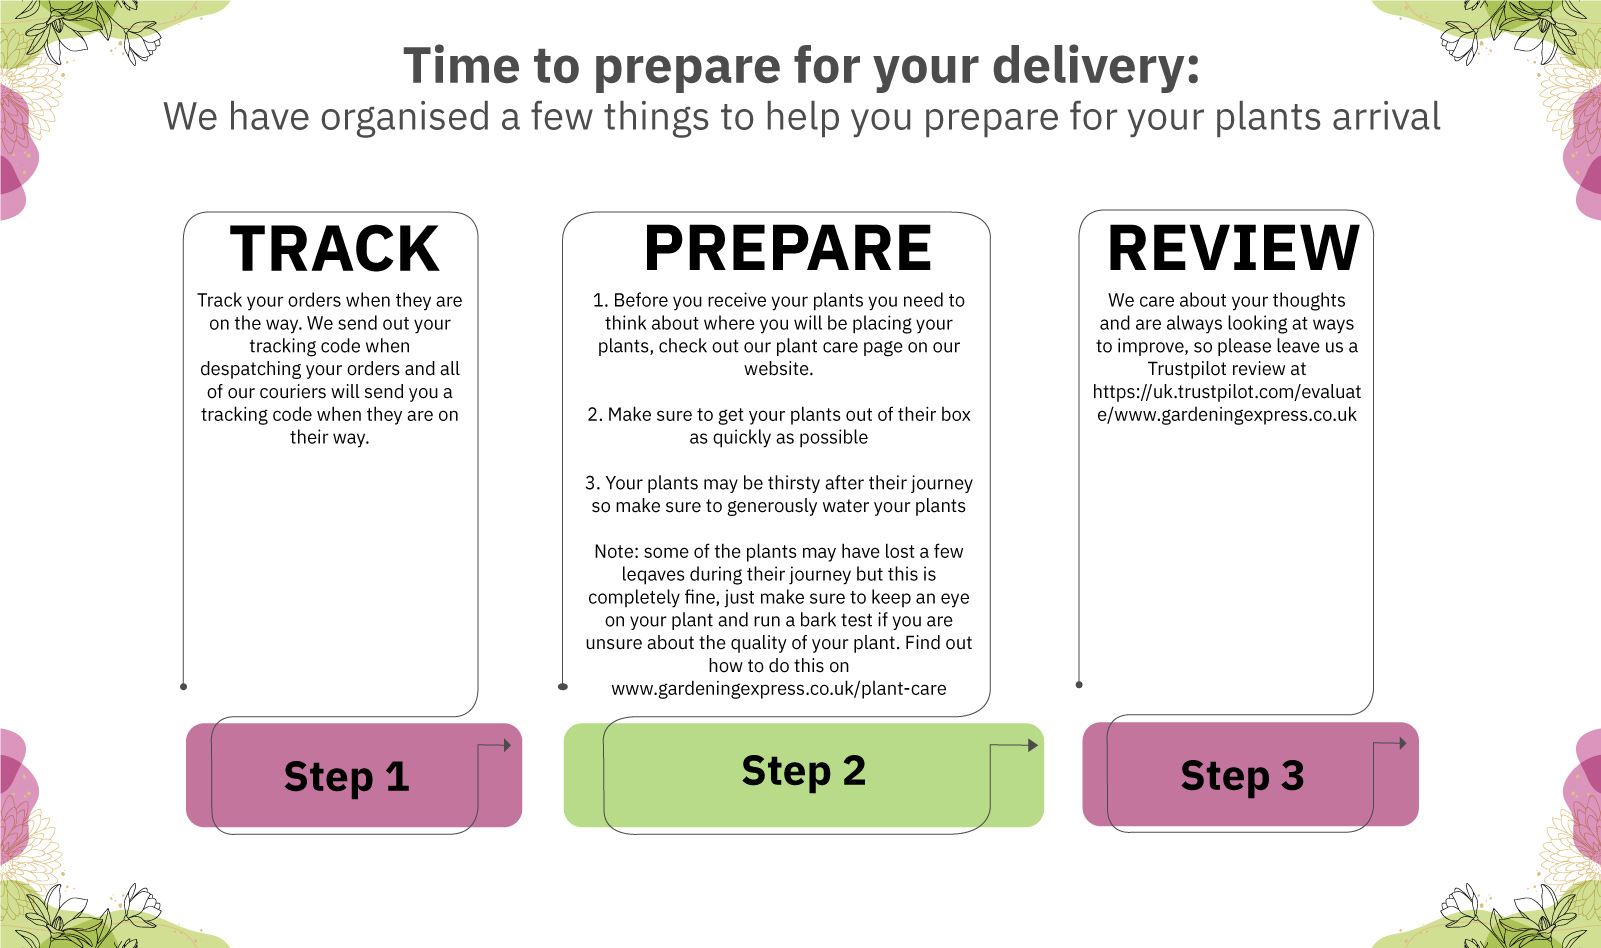 Time to prepare for your delivery:
We have organised a few things to help you prepare for your plants arrival
TRACK
Track your orders when they are
on the way. We send out your
tracking code when
despatching your orders and all
of our couriers will send you a
tracking code when they are on
their way.
Step 1
PREPARE
1. Before you receive your plants you need to
think about where you will be placing your
plants, check out our plant care page on our
website.
2. Make sure to get your plants out of their box
as quickly as possible
3. Your plants may be thirsty after their journey
so make sure to generously water your plants
Note: some of the plants may have lost a few
leqaves during their journey but this is
completely fine, just make sure to keep an eye
on your plant and run a bark test if you are
unsure about the quality of your plant. Find out
how to do this on
www.gardeningexpress.co.uk/plant-care
Step 2
REVIEW
We care about your thoughts
and are always looking at ways
to improve, so please leave us a
Trustpilot review at
https://uk.trustpilot.com/evaluat
e/www.gardeningexpress.co.uk
Step 3